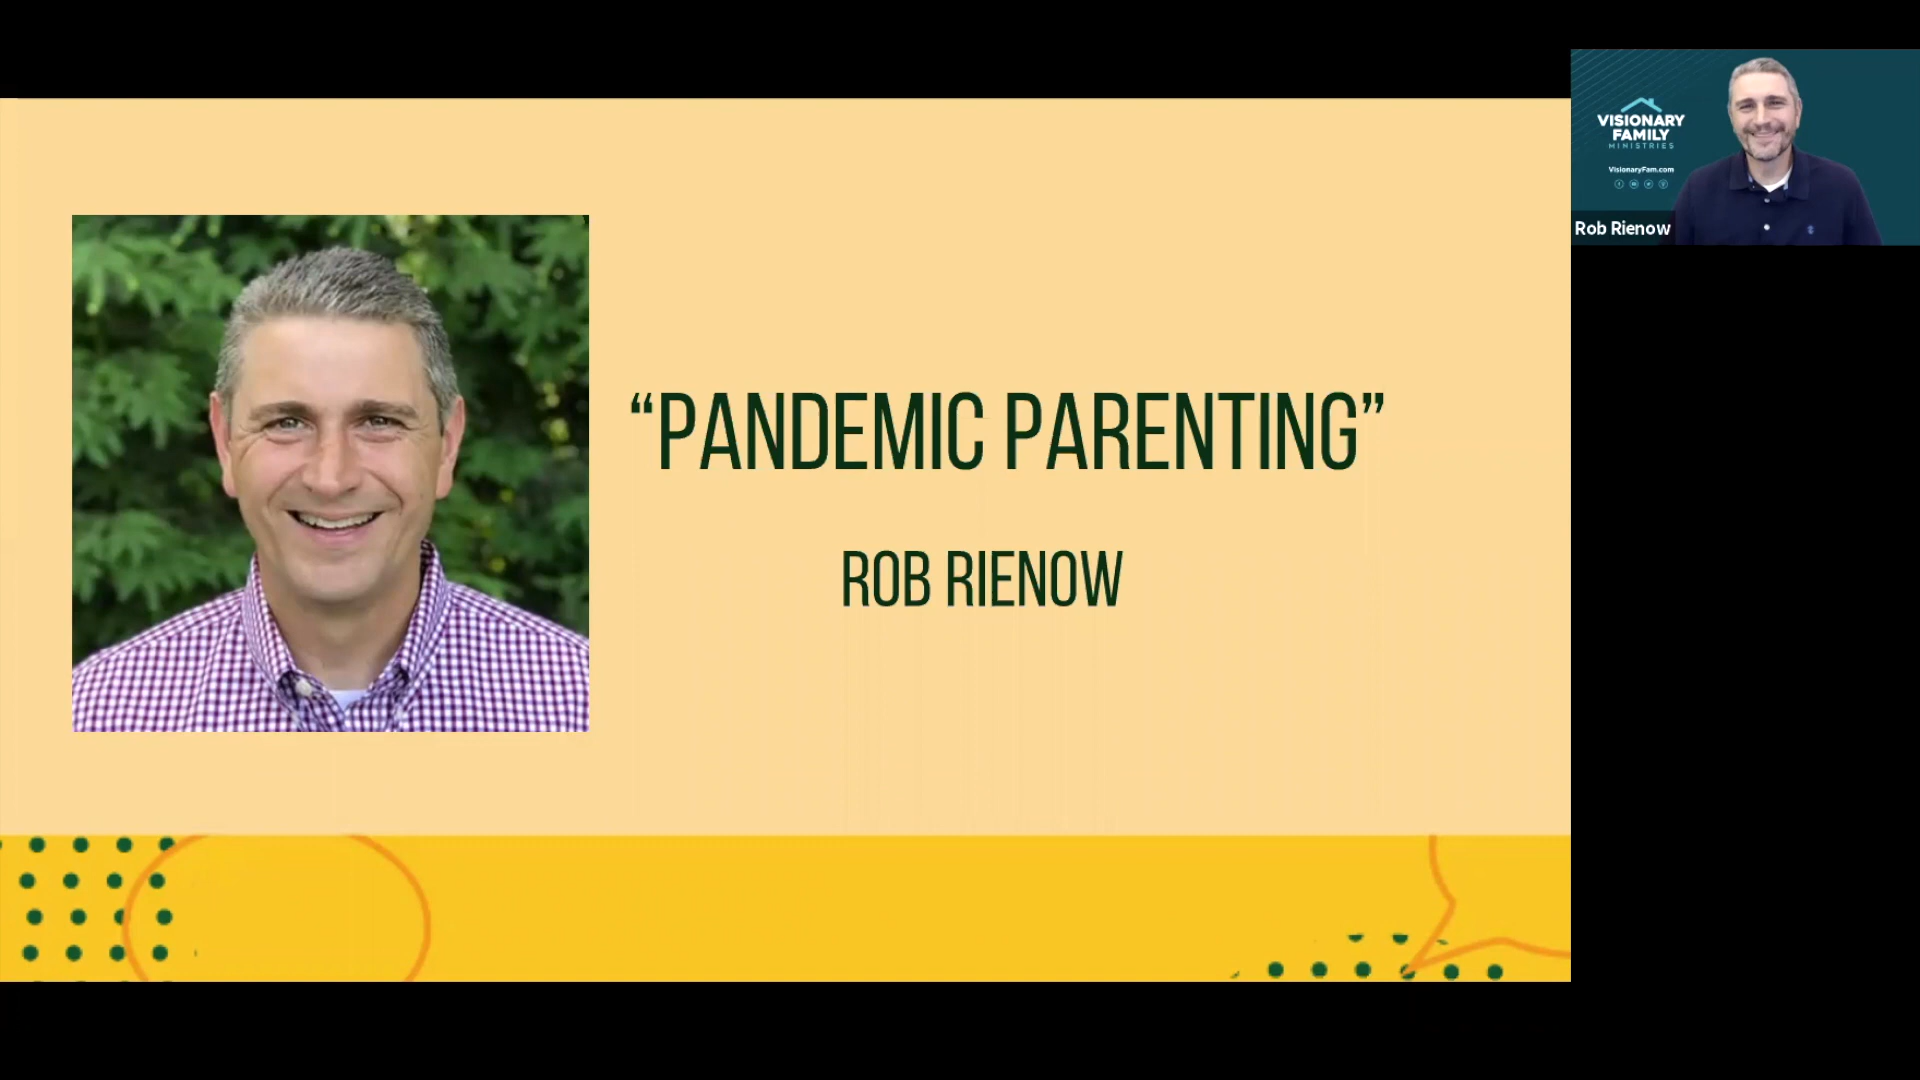 “PANDEMIC PARENTING”
ROB RIENOW
VISIONARY
FAMILY
MINISTRIES
VisionaryFam.com
Rob Rienow